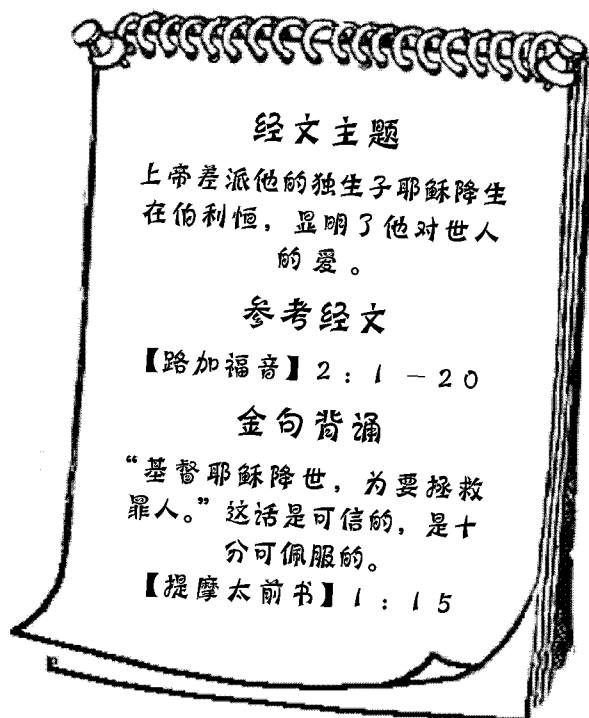 经文主题
上帝差派他的独生子耶稣降生
在伯利恒，显明了他对世人
的爱。
参考经文
【路加福音】2：1－20
金句背诵
“基督耶稣降世，为要拯救
罪人。”这话是可信的，是十
分可佩服的。
【提摩太前书】1：15